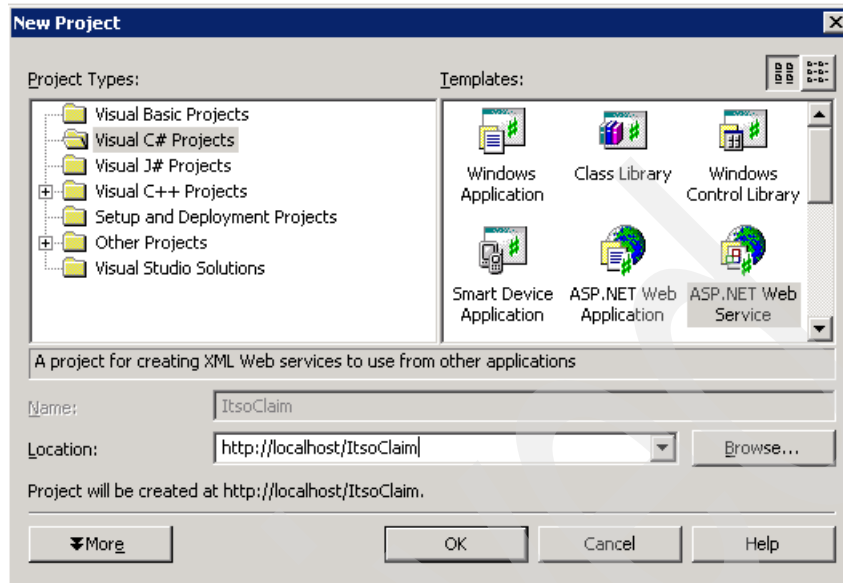 New Project
Project Types:
Templates:
Visual Basic Projects
Visual C# Projects
Visual J# Projects
Visual C++ Projects
Setup and Deployment Projects
Other Projects
Visual Studio Solutions
Windows
Application
Class Library
Windows
Control Library
Smart Device
Application
ASP.NET Web
Application
ASP.NET Web
Service
A project for creating XML Web services to use from other applications
Name:
ItsoClaim
Location:
http://localhost/ItsoClaim
Browse...
Project will be created at http://localhost/ItsoClaim.
More
OK
Cancel
Help